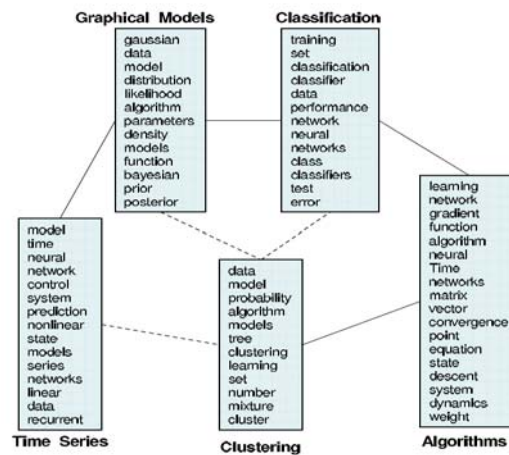 Graphical Models
gaussian
data
model
distribution
likelihood
algorithm
parameters
density
models
function
bayesian
prior
posterior
Classification
training
set
classification
classifier
data
performance
network
neural
networks
class
classifiers
test
error
model
time
neural
network
control
system
prediction
nonlinear
state
models
series
networks
linear
data
recurrent
Time Series
data
model
probability
algorithm
models
tree
clustering
learning
set
number
mixture
cluster
Clustering
learning
network
gradient
function
algorithm
neural
Time
networks
matrix
vector
convergence
point
equation
state
descent
system
dynamics
weight
Algorithms